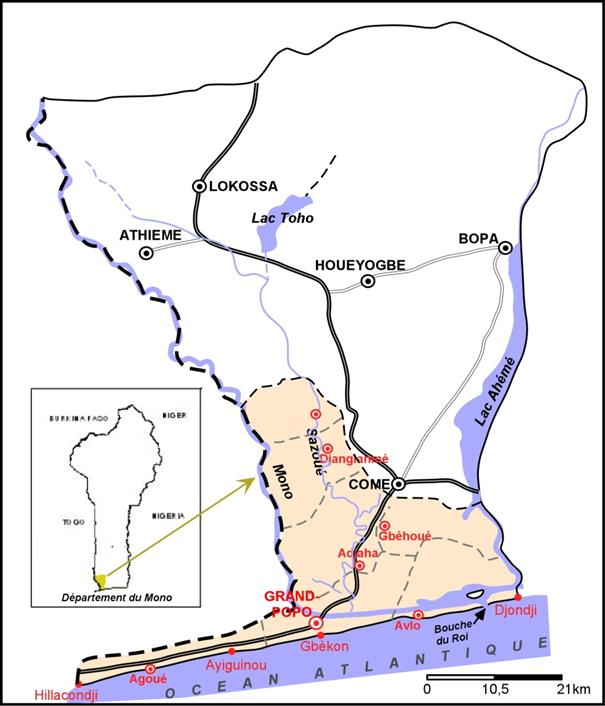 LOKOSSA
Lac Toho
ATHIEME
BOPA
HOUEYOGBE
Lac Ahémé
BURKINA FASO
NIGER
Mono
Sazoué
Djanglanmè
COME
TOGO
NIGERIA
Gbèhoué
Adjaha
Département du Mono
GRAND-
POPO
Djondji
Avlo
Bouche
du Roi
Gbèkon
Ayiguinou
Agoué
Hillacondji
OCEAN ATLANTIQUE
0 10,5 21km